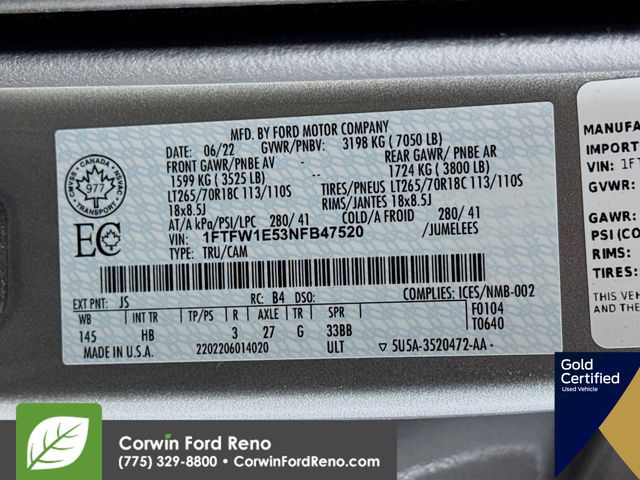 MFD. BY FORD MOTOR COMPANY
DATE: 06/22 GVWR/PNBV: 3198 KG ( 7050 LB)
FRONT GAWR/PNBE AV REAR GAWR/ PNBE AR
1599 KG ( 3525 LB) -- 1724 KG ( 3800 LB)
LT265/70R18C 113/110S TIRES/PNEUS LT265/70R18C 113/110S
18x8.5J RIMS/JANTES 18x8.5J
AT/A kPa/PSI/LPC 280/ 41 COLD/A FROID 280/ 41
VIN: 1FTFW1E53NFB47520 /JUMELEES
TYPE: TRU/CAM
CANADA
CMVSS NSVAC
977
TRANSPORT
EC
EXT PNT: JS RC: B4 DSO: COMPLIES: ICES/NMB-002
WB INT TR TP/PS R AXLE TR SPR F0104
145 HB 3 27 G 33BB T0640
MADE IN U.S.A. 2202206014020 ULT ▽ 5U5A-3520472-AA
MANUFA
IMPORT
VIN: 1FT
GVWR:
GAWR:
PSI (CO
RIMS:
TIRES:
THIS VEH
Gold
Certified
Used Vehicle
Corwin Ford Reno
(775) 329-8800 • CorwinFordReno.com